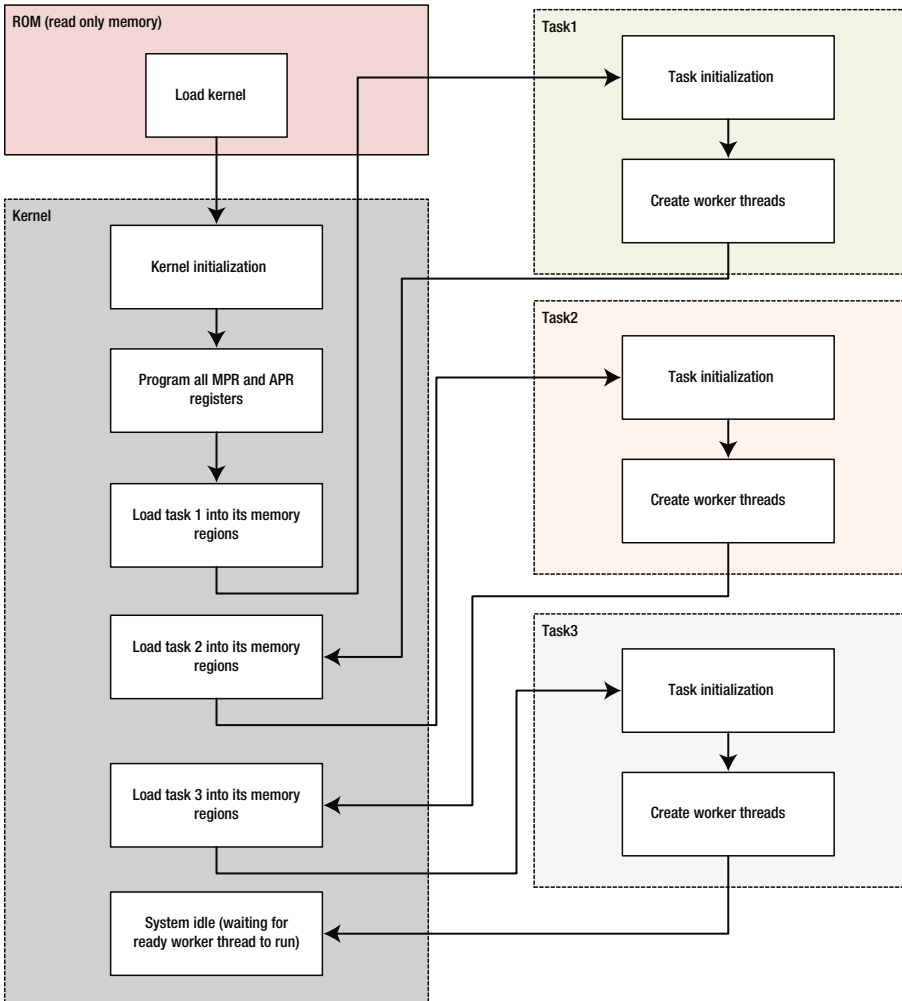 ROM (read only memory)
Load kernel
Kernel
Kernel initialization
Program all MPR and APR
registers
Load task 1 into its memory
regions
Load task 2 into its memory
regions
Load task 3 into its memory
regions
System idle (waiting for
ready worker thread to run)
Task1
Task initialization
Create worker threads
Task2
Task initialization
Create worker threads
Task3
Task initialization
Create worker threads